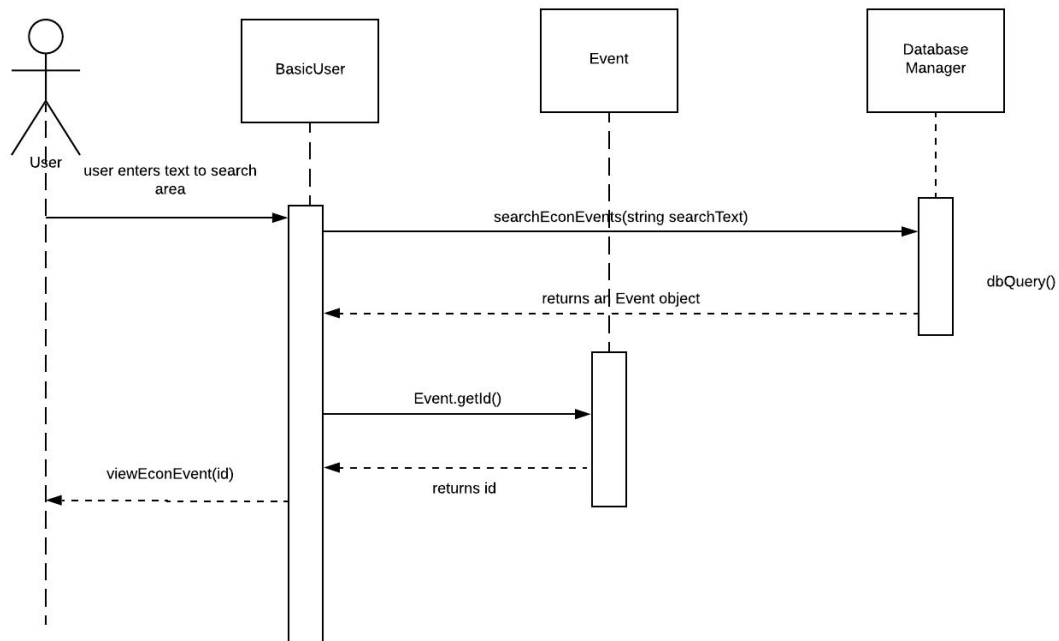 BasicUser
Event
Database
Manager
User
user enters text to search
area
searchEconEvents(string searchText)
dbQuery()
returns an Event object
Event.getId()
viewEconEvent(id)
returns id